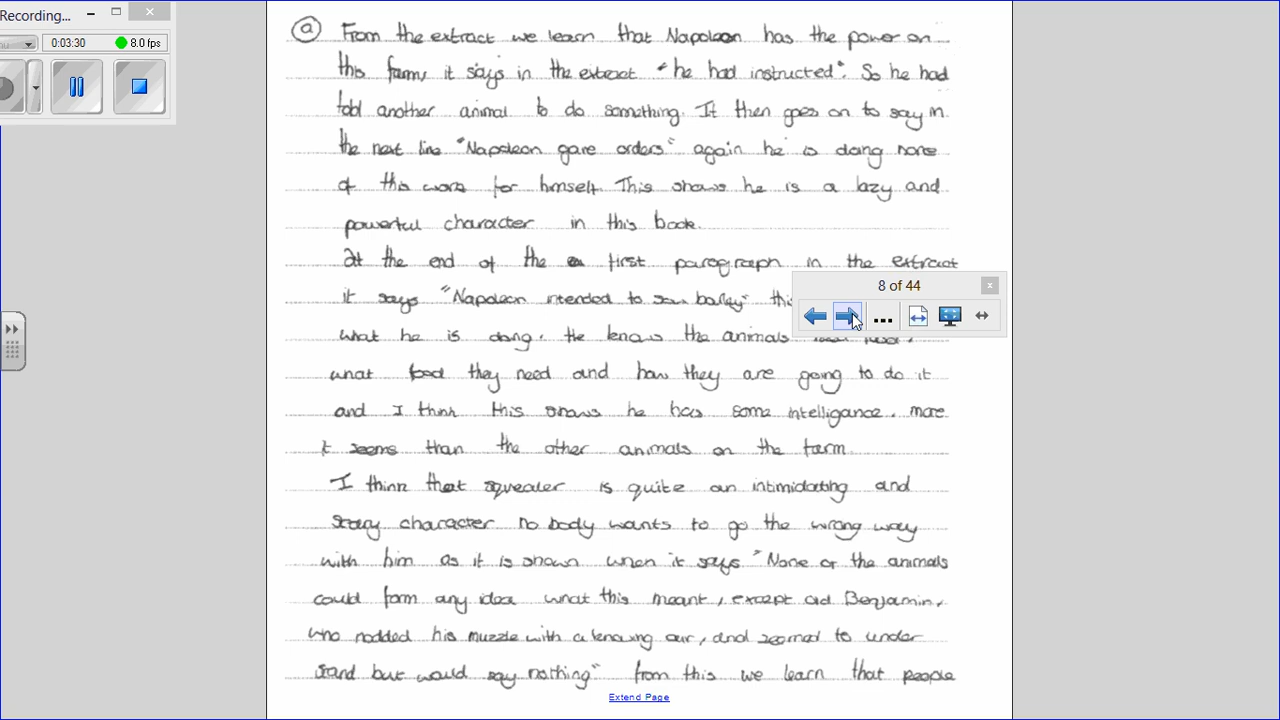 Recording...
0:03:30
8.0 fps
a From the extract we learn that Napoleon has the power on
this farm, it says in the extract "he had instructed". So he had
told another animal to do something. It then goes on to say in
the next line "Napoleon gave orders" again he is doing none
of this work for himself. This shows he is a lazy and
powerful character in this book.
At the end of the first paragraph in the extract
it says "Napoleon intended to sow barley" this
8 of 44
...
what he is doing. He knows the animals
what food they need and how they are going to do it
and I think this shows he has some intelligence. more
it seems than the other animals on the farm
I think that squealer is quite an intimidating and
scary character no body wants to go the wrong way
with him as it is shown when it says "None of the animals
could form any idea what this meant, except old Benjamin,
who nodded his muzzle with a knowing air, and seemed to under
stand but would say nothing" from this we learn that people
Extend Page